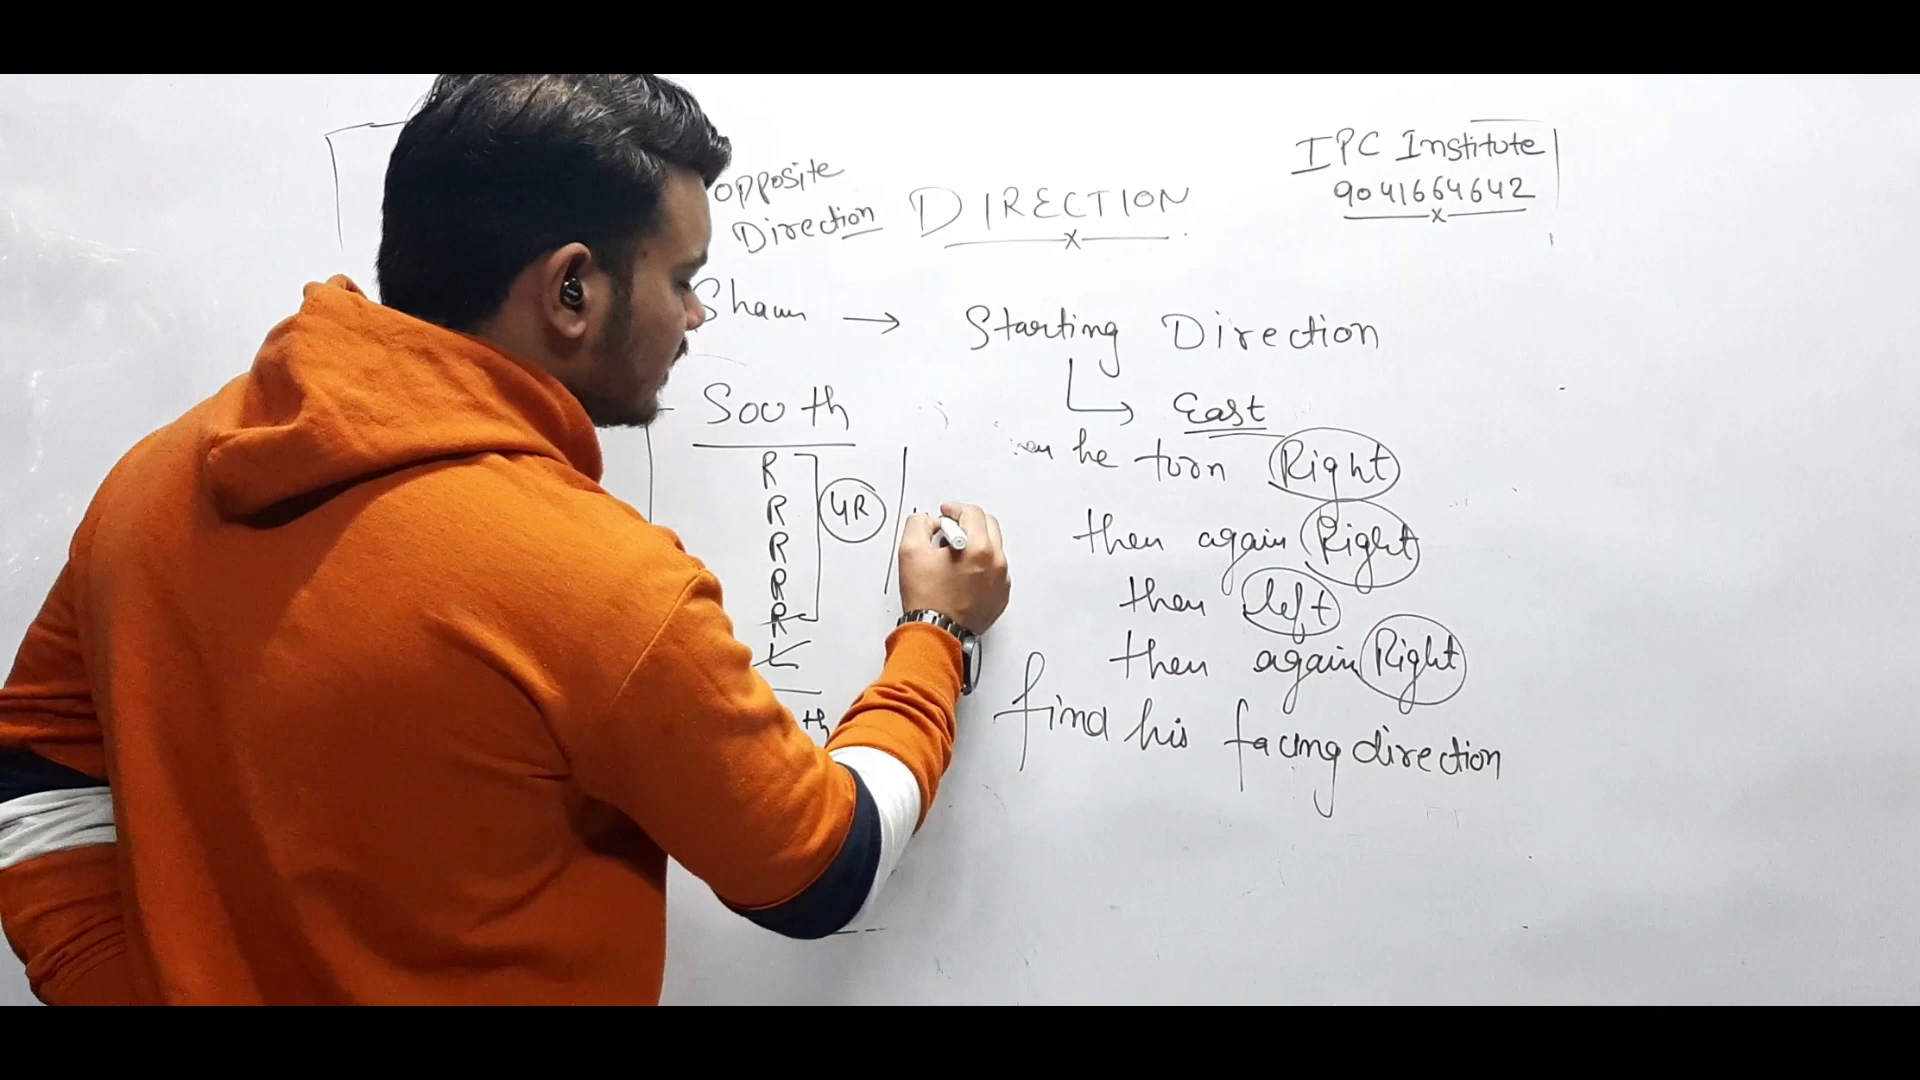 IPC Institute
9041664642
opposite
Direction
DIRECTION
Sham → Starting Direction
East
South
R
R
R
R
R
L
4R
he turn Right
then again Right
then left
then again Right
find his facing direction